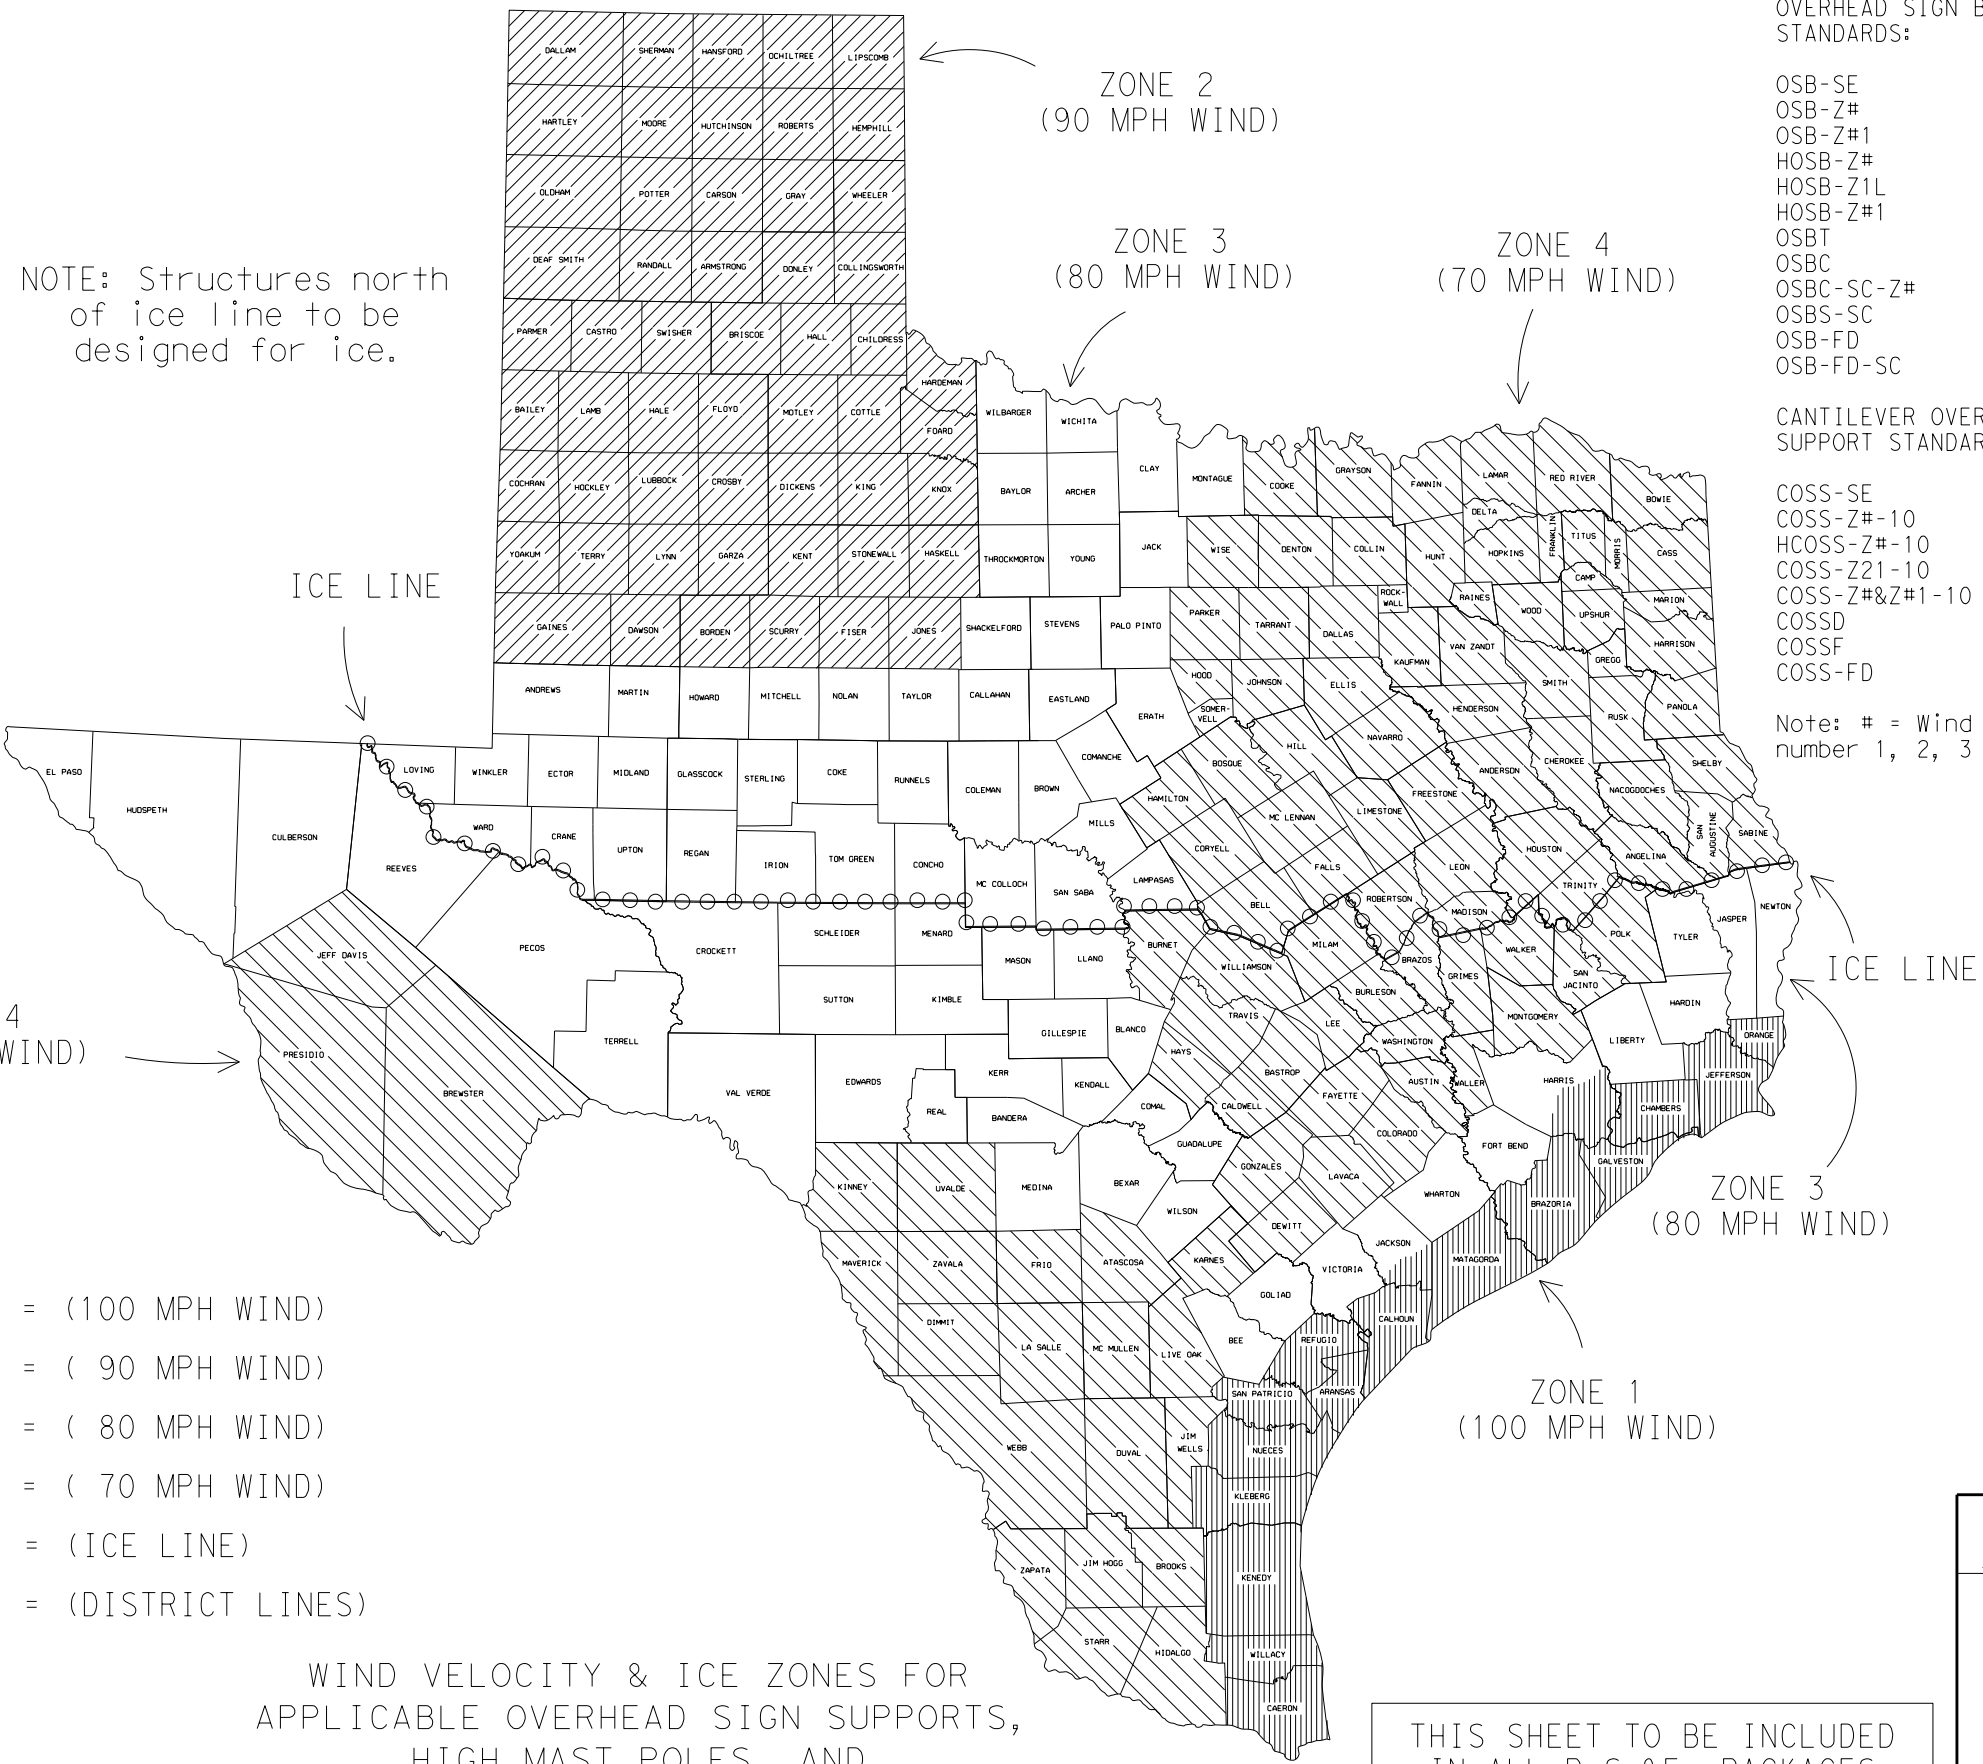 OVERHEAD SIGN B
STANDARDS:
OSB-SE
OSB-Z#
OSB-Z#1
HOSB-Z#
HOSB-Z1L
HOSB-Z#1
OSBT
OSBC
OSBC-SC-Z#
OSBS-SC
OSB-FD
OSB-FD-SC
CANTILEVER OVER
SUPPORT STANDAR
COSS-SE
COSS-Z#-10
HCOSS-Z#-10
COSS-Z21-10
COSS-Z#&Z#1-10
COSSD
COSSF
COSS-FD
Note: # = Wind
number 1, 2, 3
ZONE 2
(90 MPH WIND)
ZONE 3
(80 MPH WIND)
ZONE 4
(70 MPH WIND)
NOTE: Structures north
of ice line to be
designed for ice.
ICE LINE
DALLAM SHERMAN HANSFORD OCHILTREE LIPSCOMB
HARTLEY MOORE HUTCHINSON ROBERTS HEMPHILL
OLDHAM POTTER CARSON GRAY WHEELER
DEAF SMITH RANDALL ARMSTRONG DONLEY COLLINGSWORTH
PARMER CASTRO SWISHER BRISCOE HALL CHILDRESS
HARDEMAN
BAILEY LAMB HALE FLOYD MOTLEY COTTLE
FOARD WILBARGER WICHITA
COCHRAN HOCKLEY LUBBOCK CROSBY DICKENS KING KNOX BAYLOR ARCHER CLAY MONTAGUE COOKE GRAYSON FANNIN LAMAR RED RIVER BOWIE
DELTA
YOAKUM TERRY LYNN GARZA KENT STONEWALL HASKELL THROCKMORTON YOUNG JACK WISE DENTON COLLIN HUNT HOPKINS FRANKLIN TITUS MORRIS CASS
CAMP
ROCK-
WALL
RAINES WOOD UPSHUR MARION
GAINES DAWSON BORDEN SCURRY FISER JONES SHACKELFORD STEVENS PALO PINTO PARKER TARRANT DALLAS KAUFMAN VAN ZANDT GREGG HARRISON
ANDREWS MARTIN HOWARD MITCHELL NOLAN TAYLOR CALLAHAN EASTLAND ERATH HOOD JOHNSON ELLIS HENDERSON SMITH RUSK PANOLA
SOMER-
VELL
HILL NAVARRO
EL PASO HUDSPETH CULBERSON REEVES LOVING WINKLER ECTOR MIDLAND GLASSCOCK STERLING COKE RUNNELS COLEMAN BROWN COMANCHE BOSQUE ANDERSON CHEROKEE SHELBY
HAMILTON LIMESTONE FREESTONE NACOGDOCHES
WARD CRANE UPTON REGAN IRION TOM GREEN CONCHO MILLS MC LENNAN
SAN
AUGUSTINE
SABINE
CORYELL FALLS LEON HOUSTON ANGELINA
MC COLLOCH SAN SABA LAMPASAS BELL ROBERTSON MADISON TRINITY
JASPER NEWTON
ICE LINE
JEFF DAVIS PECOS CROCKETT SCHLEIDER MENARD MASON LLANO BURNET WILLIAMSON MILAM BRAZOS WALKER POLK TYLER
GRIMES
SAN
JACINTO
SUTTON KIMBLE BURLESON HARDIN
4
WIND)
PRESIDIO BREWSTER TERRELL GILLESPIE BLANCO TRAVIS LEE MONTGOMERY LIBERTY ORANGE
HAYS WASHINGTON
VAL VERDE EDWARDS KERR KENDALL BASTROP AUSTIN WALLER HARRIS JEFFERSON
REAL BANDERA COMAL CALDWELL FAYETTE CHAMBERS
GUADALUPE COLORADO FORT BEND GALVESTON
KINNEY UVALDE MEDINA BEXAR GONZALES LAVACA
WILSON WHARTON BRAZORIA
ZONE 3
(80 MPH WIND)
DEWITT JACKSON
MAVERICK ZAVALA FRIO ATASCOSA KARNES VICTORIA MATAGORDA
GOLIAD
DIMMIT LA SALLE MC MULLEN LIVE OAK BEE REFUGIO CALHOUN
SAN PATRICIO ARANSAS
ZONE 1
(100 MPH WIND)
WEBB DUVAL
JIM
WELLS
NUECES
KLEBERG
ZAPATA JIM HOGG BROOKS KENEDY
STARR HIDALGO WILLACY
CAERON
= (100 MPH WIND)
= ( 90 MPH WIND)
= ( 80 MPH WIND)
= ( 70 MPH WIND)
= (ICE LINE)
= (DISTRICT LINES)
WIND VELOCITY & ICE ZONES FOR
APPLICABLE OVERHEAD SIGN SUPPORTS,
HIGH MAST POLES, AND
THIS SHEET TO BE INCLUDED
IN ALL P.S.&E. PACKAGES